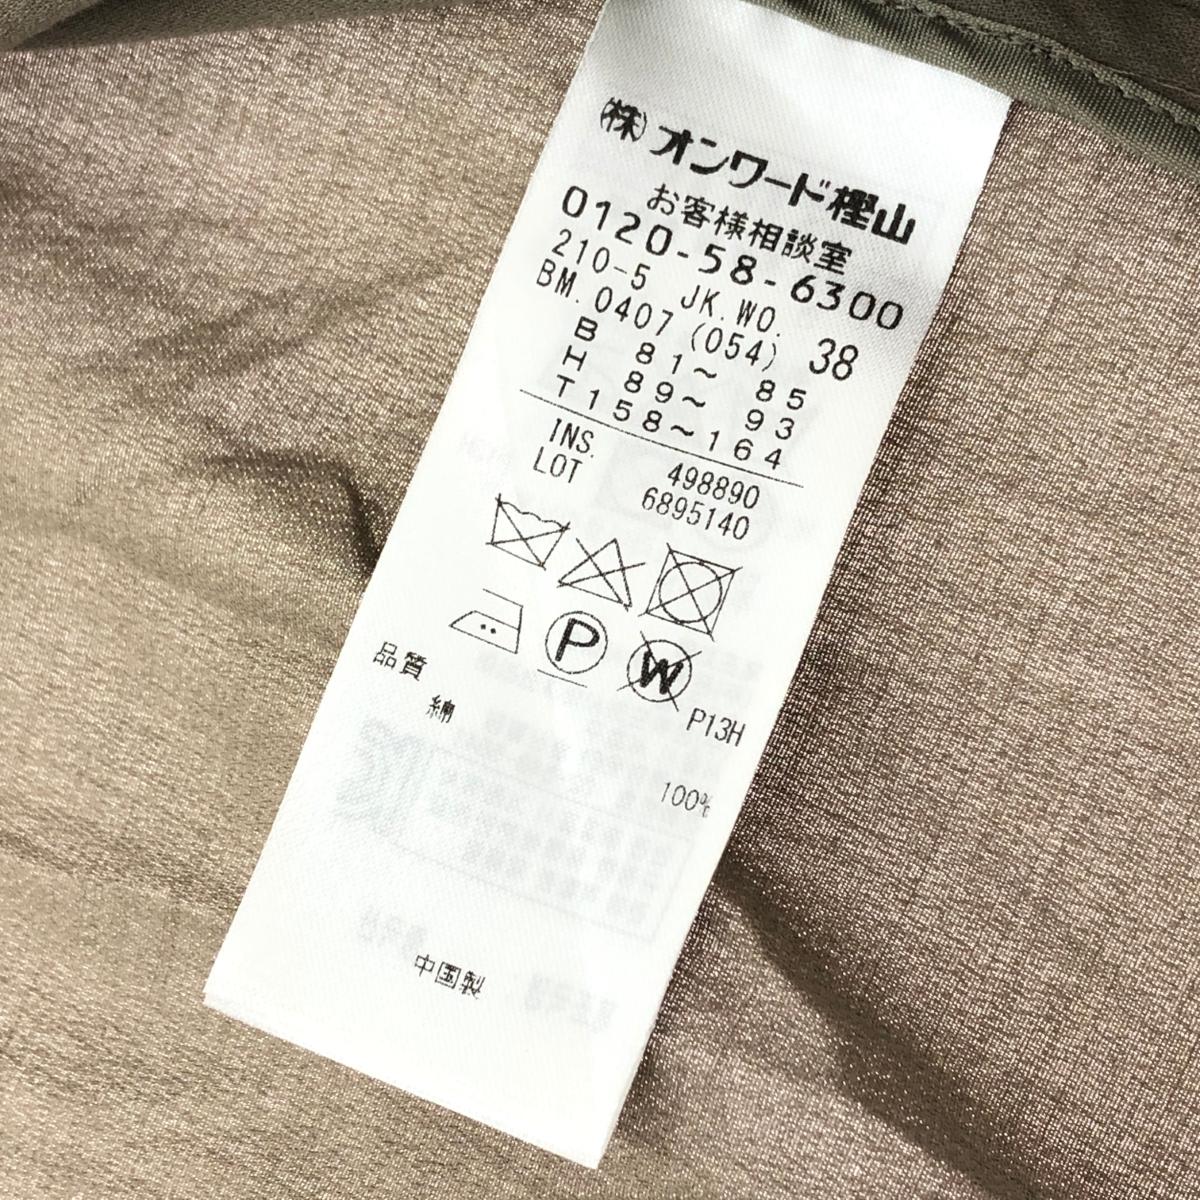 ㈱オンワード樫山
お客様相談室
0120-58-6300
210-5 JK.WO.
BM.0407(054) 38
B 81~ 85
H 89~ 93
T158~164
INS. 498890
LOT 6895140
P
W
P13H
品質
綿 100%
中国製